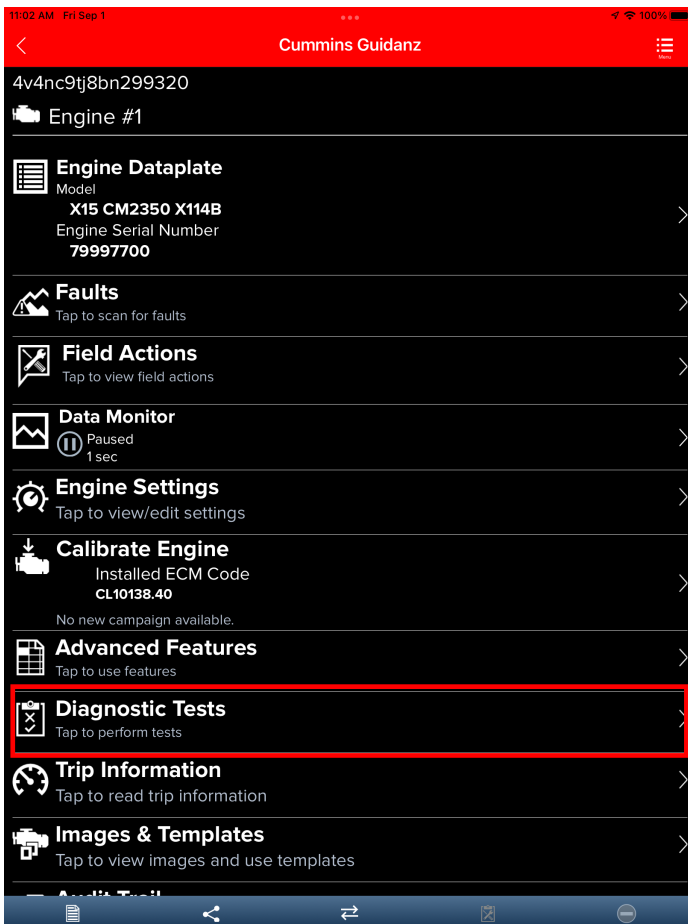 11:02 AM Fri Sep 1
100%
Cummins Guidanz
Menu
4v4nc9tj8bn299320
Engine #1
Engine Dataplate
Model
X15 CM2350 X114B
Engine Serial Number
79997700
Faults
Tap to scan for faults
Field Actions
Tap to view field actions
Data Monitor
Paused
1 sec
Engine Settings
Tap to view/edit settings
Calibrate Engine
Installed ECM Code
CL10138.40
No new campaign available.
Advanced Features
Tap to use features
Diagnostic Tests
Tap to perform tests
Trip Information
Tap to read trip information
Images & Templates
Tap to view images and use templates
Audit Trail